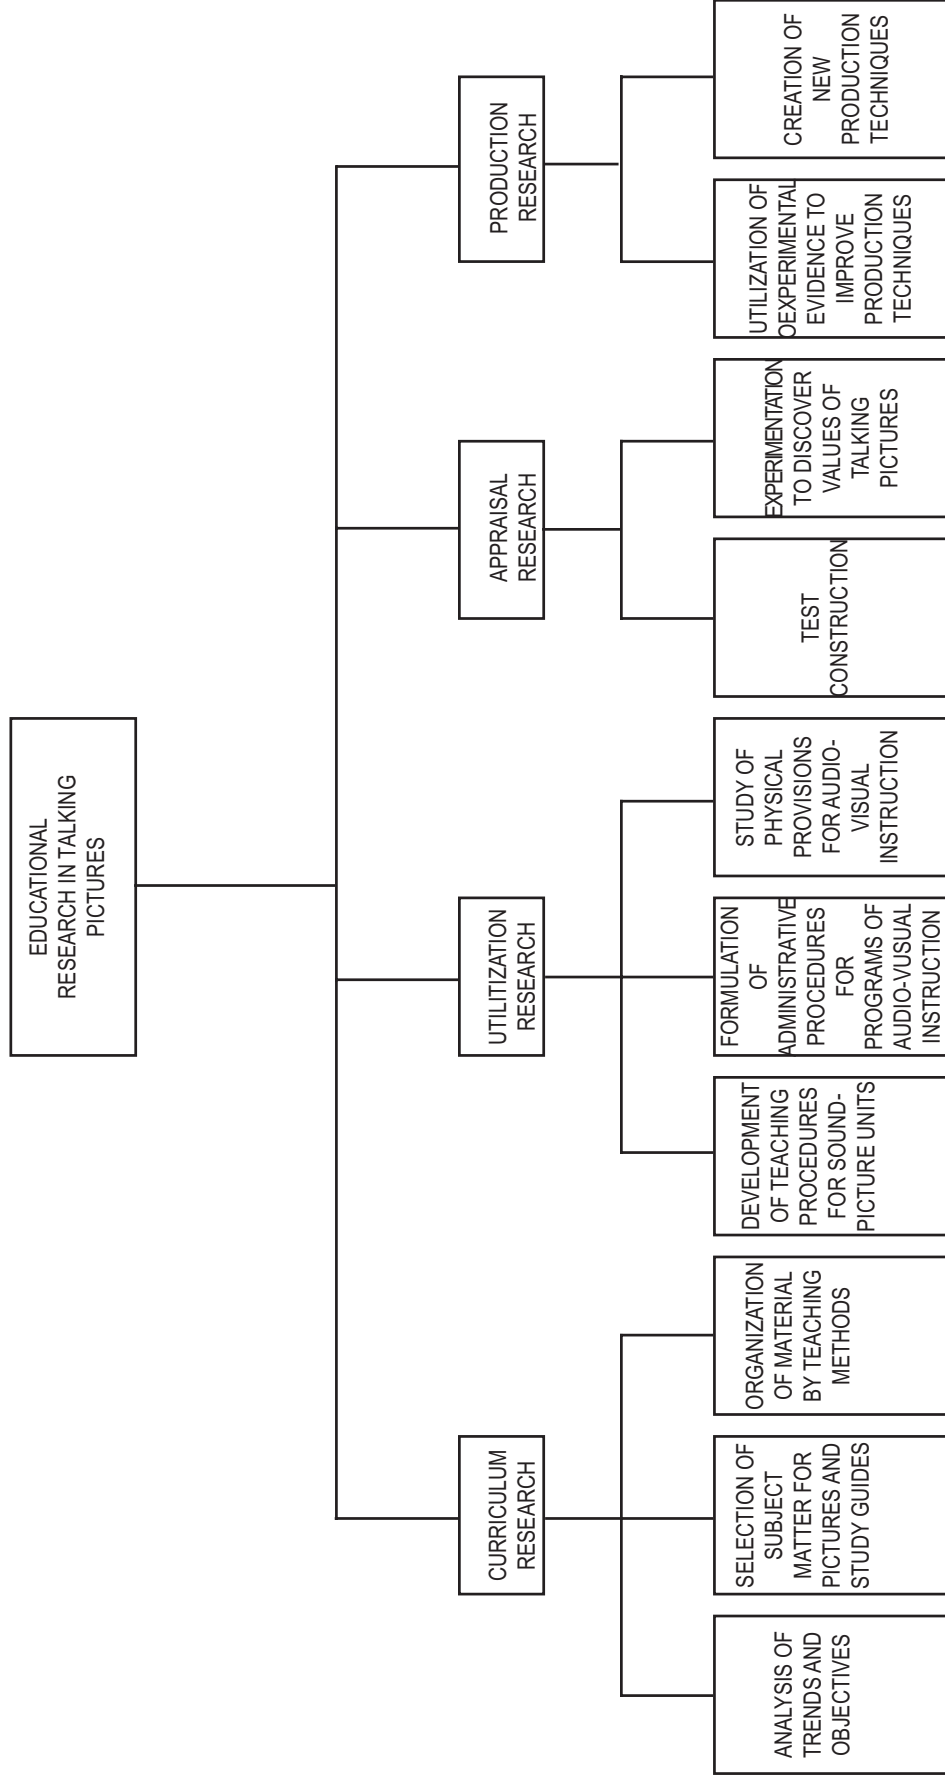 EDUCATIONAL
RESEARCH IN TALKING
PICTURES
CURRICULUM
RESEARCH
UTILITIZATION
RESEARCH
APPRAISAL
RESEARCH
PRODUCTION
RESEARCH
ANALYSIS OF
TRENDS AND
OBJECTIVES
SELECTION OF
SUBJECT
MATTER FOR
PICTURES AND
STUDY GUIDES
ORGANIZATION
OF MATERIAL
BY TEACHING
METHODS
DEVELOPMENT
OF TEACHING
PROCEDURES
FOR SOUND-
PICTURE UNITS
FORMULATION
OF
ADMINISTRATIVE
PROCEDURES
FOR
PROGRAMS OF
AUDIO-VUSUAL
INSTRUCTION
STUDY OF
PHYSICAL
PROVISIONS
FOR AUDIO-
VISUAL
INSTRUCTION
TEST
CONSTRUCTION
EXPERIMENTATION
TO DISCOVER
VALUES OF
TALKING
PICTURES
UTILIZATION OF
OEXPERIMENTAL
EVIDENCE TO
IMPROVE
PRODUCTION
TECHNIQUES
CREATION OF
NEW
PRODUCTION
TECHNIQUES